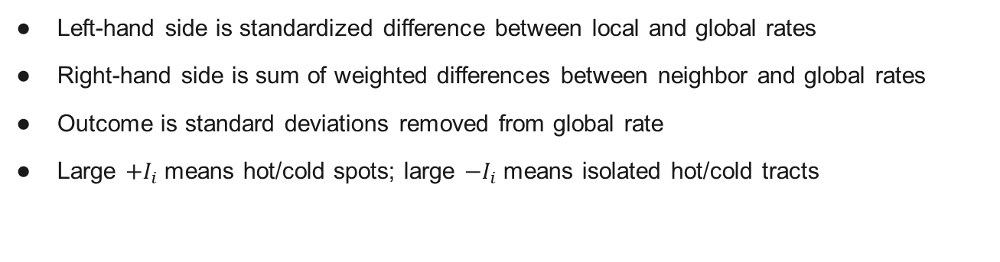 ● Left-hand side is standardized difference between local and global rates
● Right-hand side is sum of weighted differences between neighbor and global rates
● Outcome is standard deviations removed from global rate
● Large +𝐼ᵢ means hot/cold spots; large −𝐼ᵢ means isolated hot/cold tracts